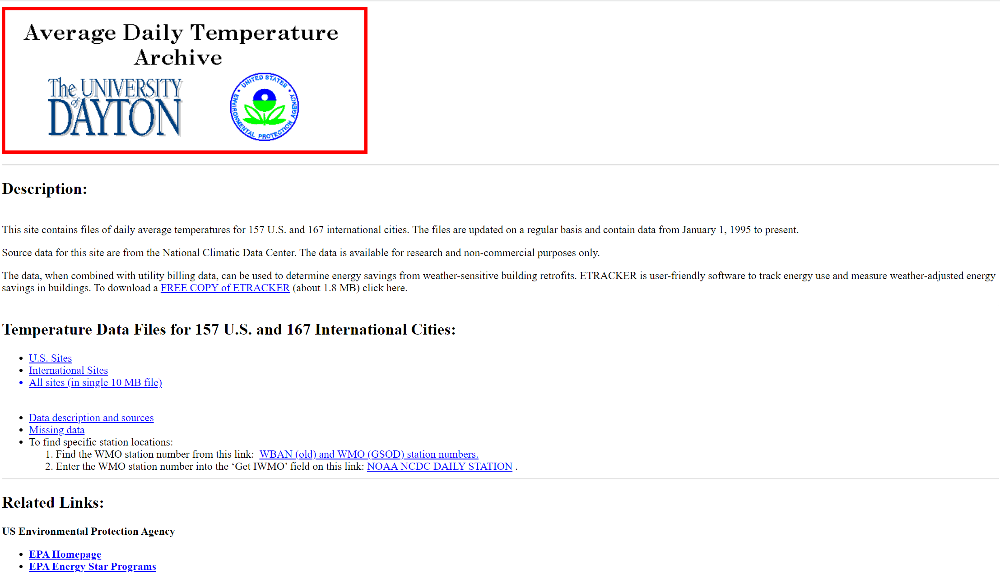 Average Daily Temperature
Archive
The UNIVERSITY
of
DAYTON
UNITED STATES
ENVIRONMENTAL PROTECTION AGENCY
Description:
This site contains files of daily average temperatures for 157 U.S. and 167 international cities. The files are updated on a regular basis and contain data from January 1, 1995 to present.
Source data for this site are from the National Climatic Data Center. The data is available for research and non-commercial purposes only.
The data, when combined with utility billing data, can be used to determine energy savings from weather-sensitive building retrofits. ETRACKER is user-friendly software to track energy use and measure weather-adjusted energy
savings in buildings. To download a FREE COPY of ETRACKER (about 1.8 MB) click here.
Temperature Data Files for 157 U.S. and 167 International Cities:
• U.S. Sites
• International Sites
• All sites (in single 10 MB file)
• Data description and sources
• Missing data
• To find specific station locations:
1. Find the WMO station number from this link: WBAN (old) and WMO (GSOD) station numbers.
2. Enter the WMO station number into the ‘Get IWMO’ field on this link: NOAA NCDC DAILY STATION .
Related Links:
US Environmental Protection Agency
• EPA Homepage
• EPA Energy Star Programs